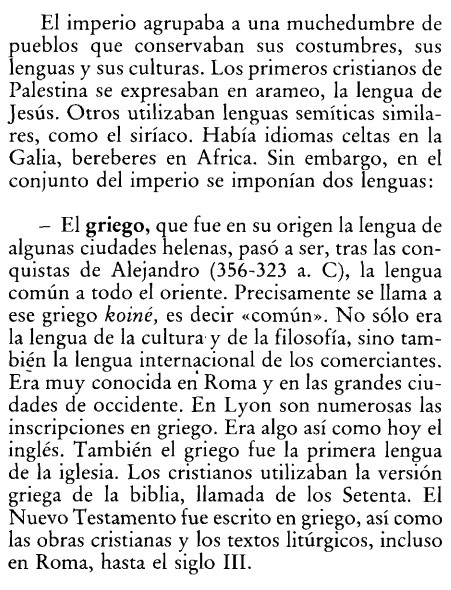 El imperio agrupaba a una muchedumbre de
pueblos que conservaban sus costumbres, sus
lenguas y sus culturas. Los primeros cristianos de
Palestina se expresaban en arameo, la lengua de
Jesús. Otros utilizaban lenguas semíticas simila-
res, como el siríaco. Había idiomas celtas en la
Galia, bereberes en Africa. Sin embargo, en el
conjunto del imperio se imponían dos lenguas:
– El griego, que fue en su origen la lengua de
algunas ciudades helenas, pasó a ser, tras las con-
quistas de Alejandro (356-323 a. C), la lengua
común a todo el oriente. Precisamente se llama a
ese griego koiné, es decir «común». No sólo era
la lengua de la cultura y de la filosofía, sino tam-
bién la lengua internacional de los comerciantes.
Era muy conocida en Roma y en las grandes ciu-
dades de occidente. En Lyon son numerosas las
inscripciones en griego. Era algo así como hoy el
inglés. También el griego fue la primera lengua
de la iglesia. Los cristianos utilizaban la versión
griega de la biblia, llamada de los Setenta. El
Nuevo Testamento fue escrito en griego, así como
las obras cristianas y los textos litúrgicos, incluso
en Roma, hasta el siglo III.